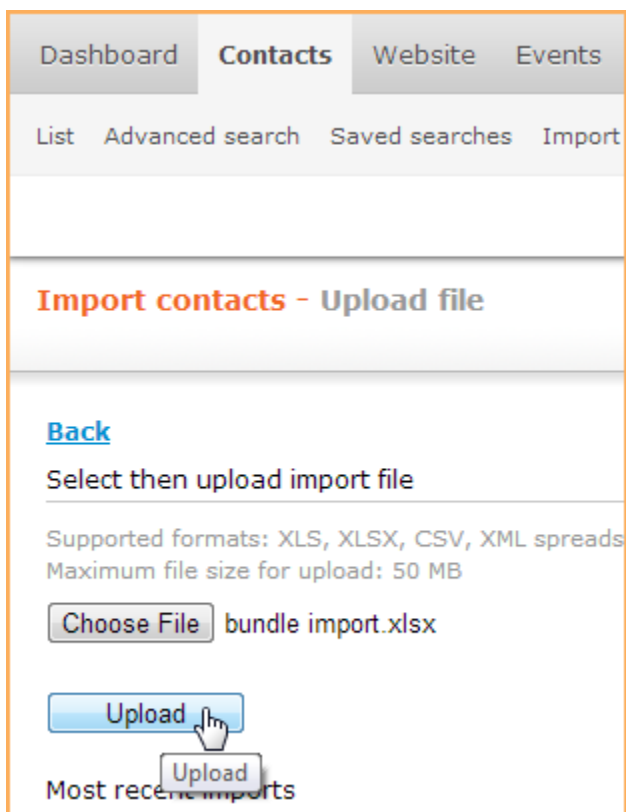 Dashboard Contacts Website Events
List Advanced search Saved searches Import
Import contacts - Upload file
Back
Select then upload import file
Supported formats: XLS, XLSX, CSV, XML spreads
Maximum file size for upload: 50 MB
Choose File bundle import.xlsx
Upload
Upload
Most recent imports